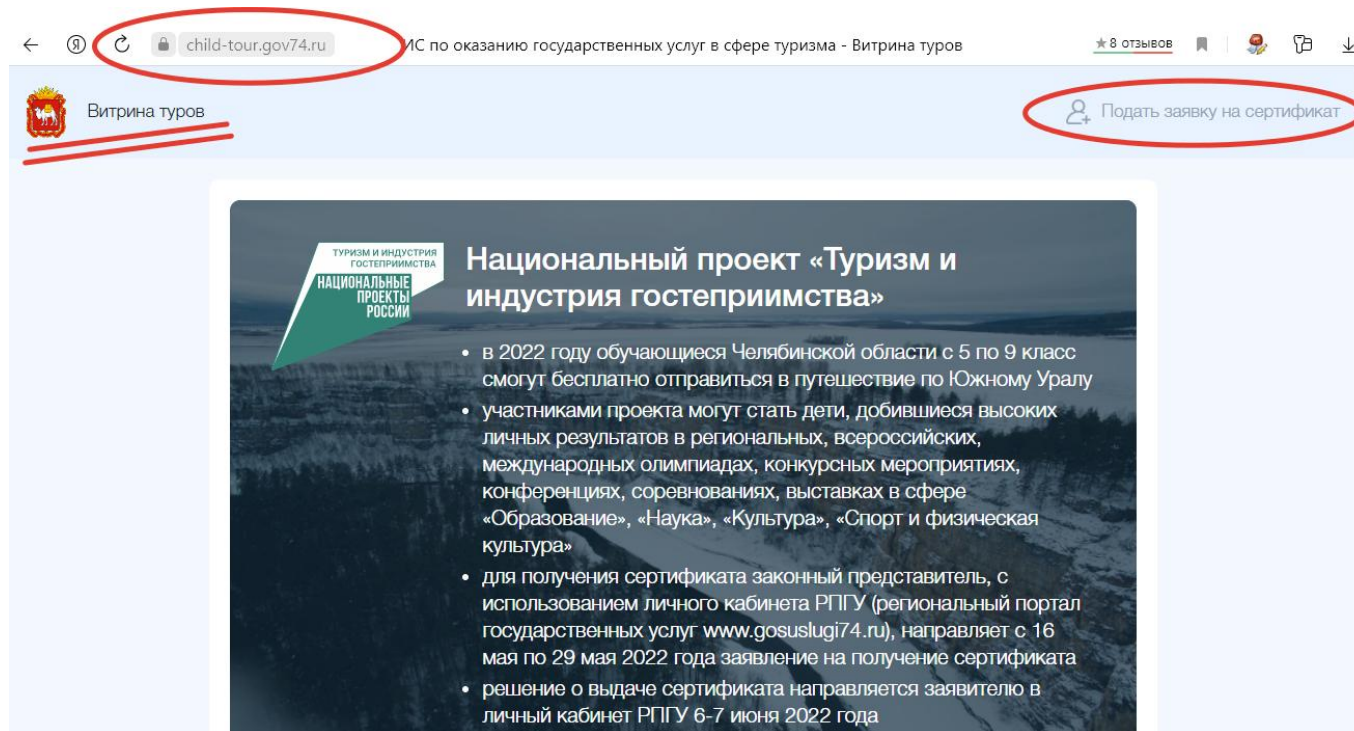 child-tour.gov74.ru
ИС по оказанию государственных услуг в сфере туризма - Витрина туров
★ 8 отзывов
Витрина туров
Подать заявку на сертификат
ТУРИЗМ И ИНДУСТРИЯ
ГОСТЕПРИИМСТВА
НАЦИОНАЛЬНЫЕ
ПРОЕКТЫ
РОССИИ
Национальный проект «Туризм и
индустрия гостеприимства»
• в 2022 году обучающиеся Челябинской области с 5 по 9 класс
смогут бесплатно отправиться в путешествие по Южному Уралу
• участниками проекта могут стать дети, добившиеся высоких
личных результатов в региональных, всероссийских,
международных олимпиадах, конкурсных мероприятиях,
конференциях, соревнованиях, выставках в сфере
«Образование», «Наука», «Культура», «Спорт и физическая
культура»
• для получения сертификата законный представитель, с
использованием личного кабинета РПГУ (региональный портал
государственных услуг www.gosuslugi74.ru), направляет с 16
мая по 29 мая 2022 года заявление на получение сертификата
• решение о выдаче сертификата направляется заявителю в
личный кабинет РПГУ 6-7 июня 2022 года